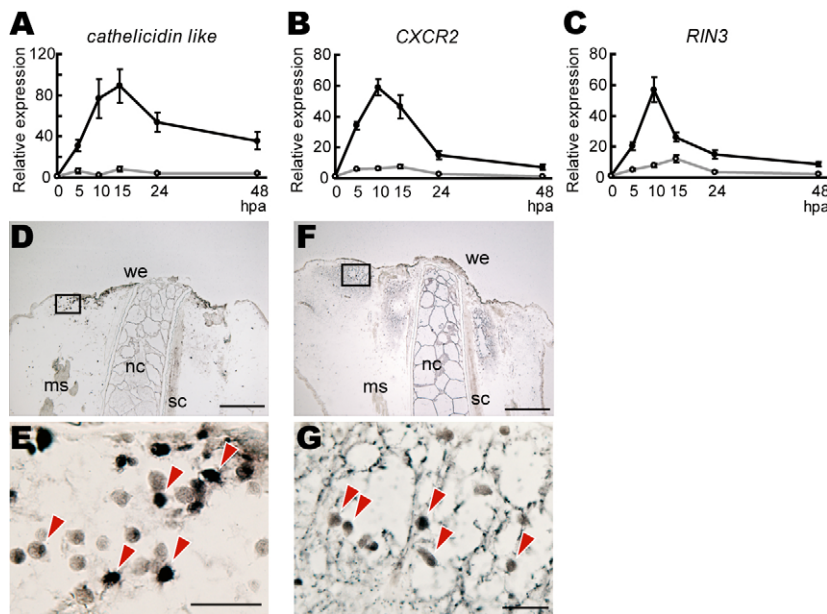 A cathelicidin like
Relative expression
120
80
40
0
0 5 10 15 24 48
hpa
B CXCR2
Relative expression
80
60
40
20
0
0 5 10 15 24 48
hpa
C RIN3
Relative expression
80
60
40
20
0
0 5 10 15 24 48
hpa
D
we
nc
ms
sc
F
we
nc
ms
sc
E
G